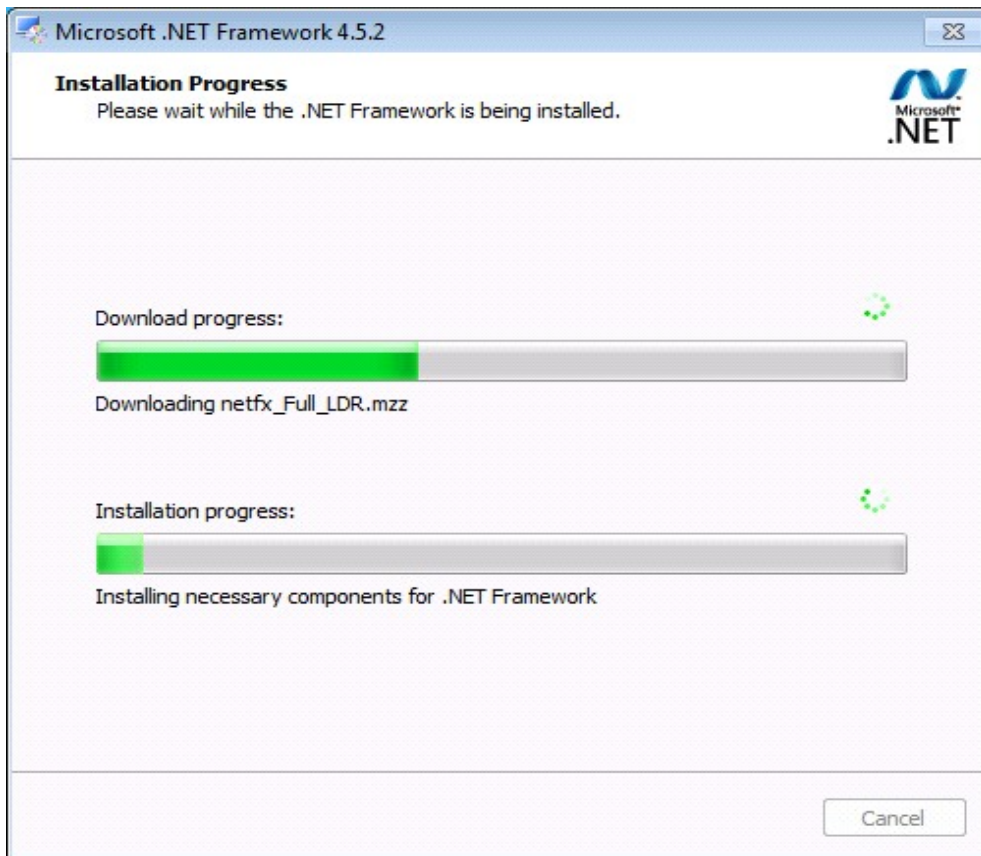 Microsoft .NET Framework 4.5.2
Installation Progress
Please wait while the .NET Framework is being installed.
Microsoft
.NET
Download progress:
Downloading netfx_Full_LDR.mzz
Installation progress:
Installing necessary components for .NET Framework
Cancel